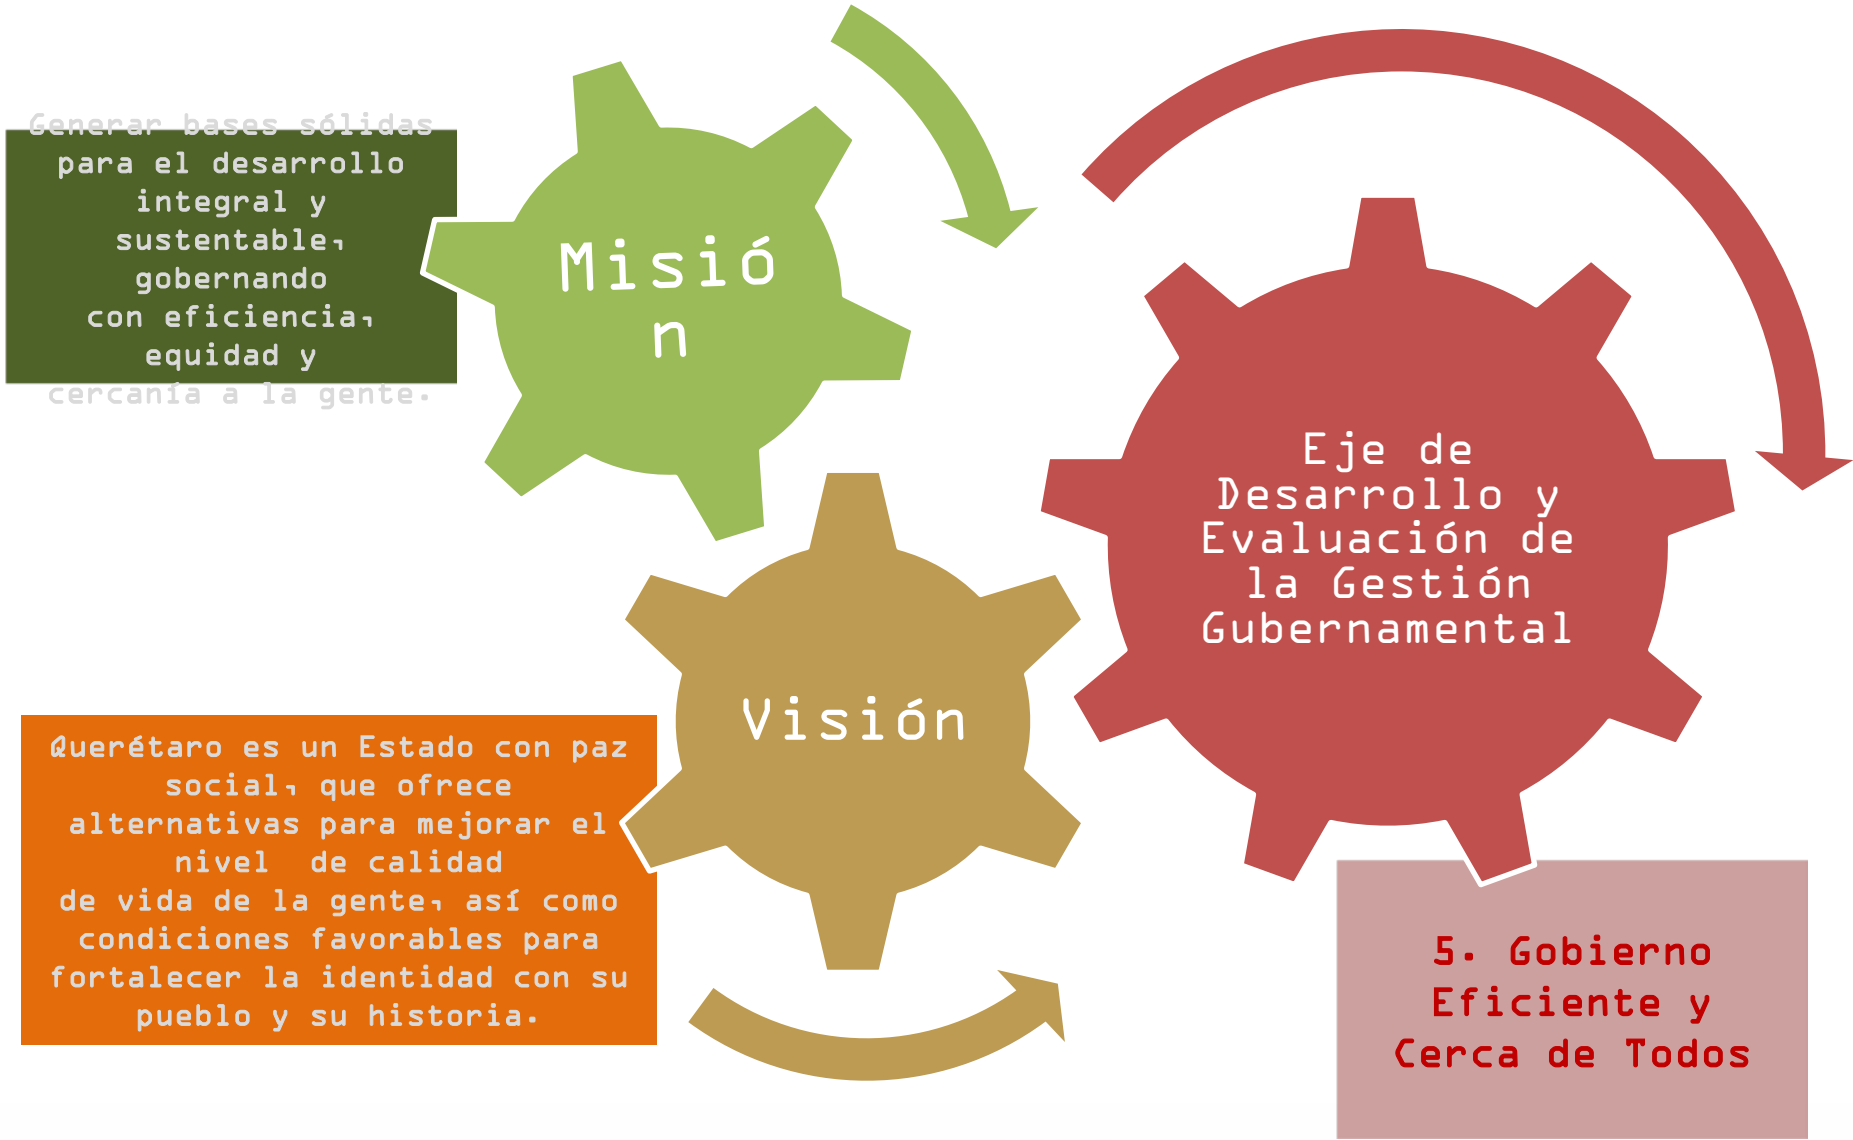 Generar bases sólidas
para el desarrollo
integral y
sustentable,
gobernando
con eficiencia,
equidad y
cercanía a la gente.
Misió
n
Eje de
Desarrollo y
Evaluación de
la Gestión
Gubernamental
Visión
Querétaro es un Estado con paz
social, que ofrece
alternativas para mejorar el
nivel  de calidad
de vida de la gente, así como
condiciones favorables para
fortalecer la identidad con su
pueblo y su historia.
5. Gobierno
Eficiente y
Cerca de Todos